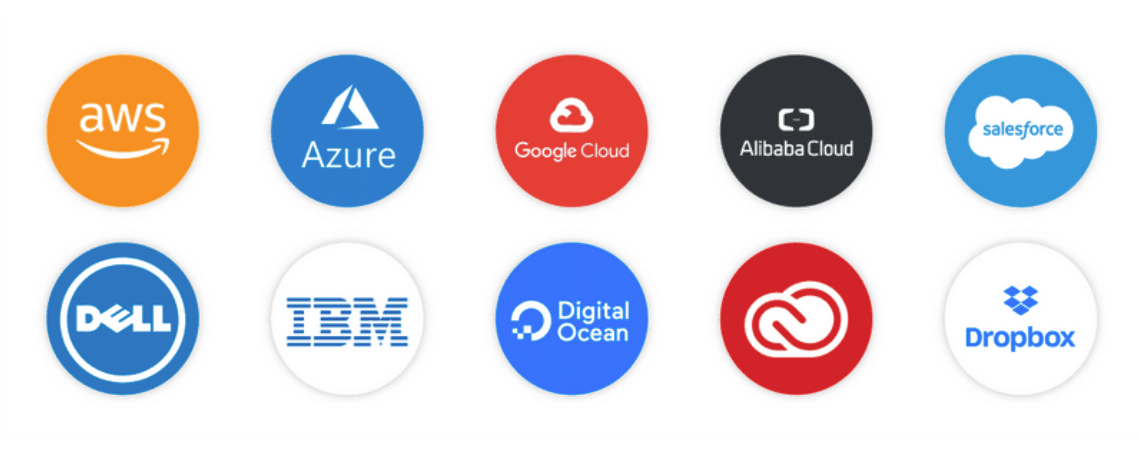 aws
Azure
Google Cloud
Alibaba Cloud
salesforce
DELL
IBM
Digital
Ocean
Dropbox